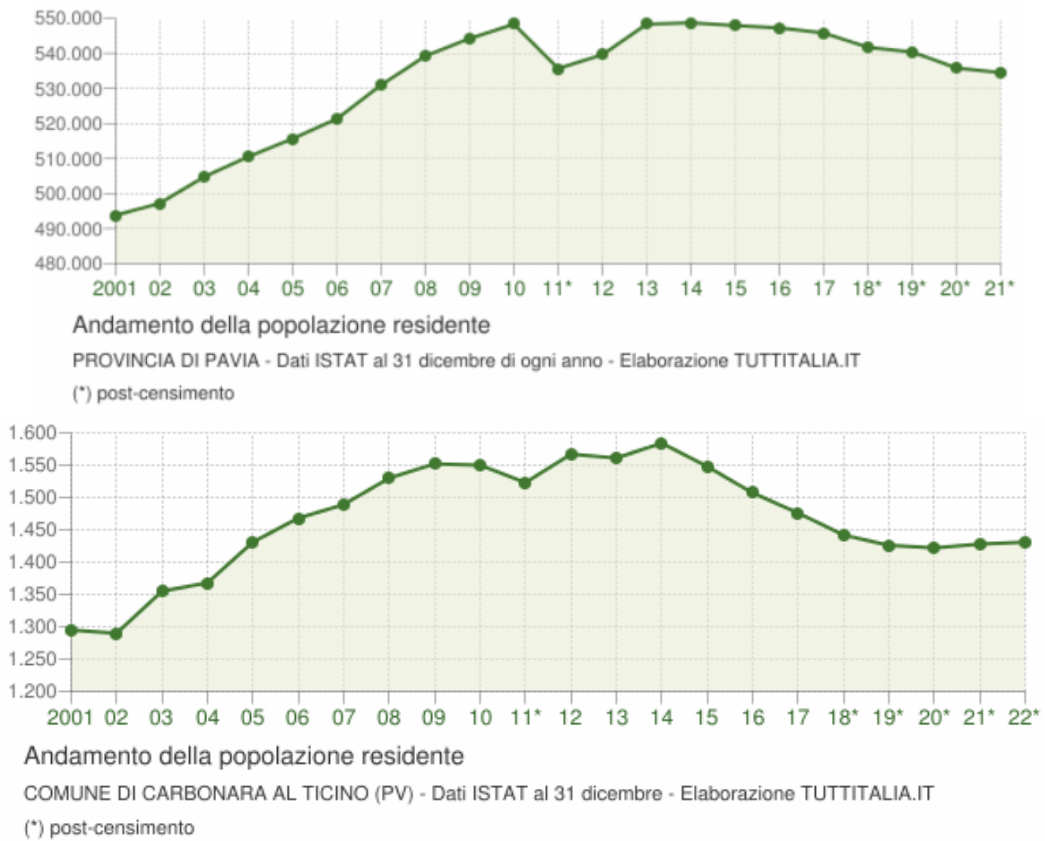 550.000
540.000
530.000
520.000
510.000
500.000
490.000
480.000
2001 02 03 04 05 06 07 08 09 10 11* 12 13 14 15 16 17 18* 19* 20* 21*
Andamento della popolazione residente
PROVINCIA DI PAVIA - Dati ISTAT al 31 dicembre di ogni anno - Elaborazione TUTTITALIA.IT
(*) post-censimento
1.600
1.550
1.500
1.450
1.400
1.350
1.300
1.250
1.200
2001 02 03 04 05 06 07 08 09 10 11* 12 13 14 15 16 17 18* 19* 20* 21* 22*
Andamento della popolazione residente
COMUNE DI CARBONARA AL TICINO (PV) - Dati ISTAT al 31 dicembre - Elaborazione TUTTITALIA.IT
(*) post-censimento